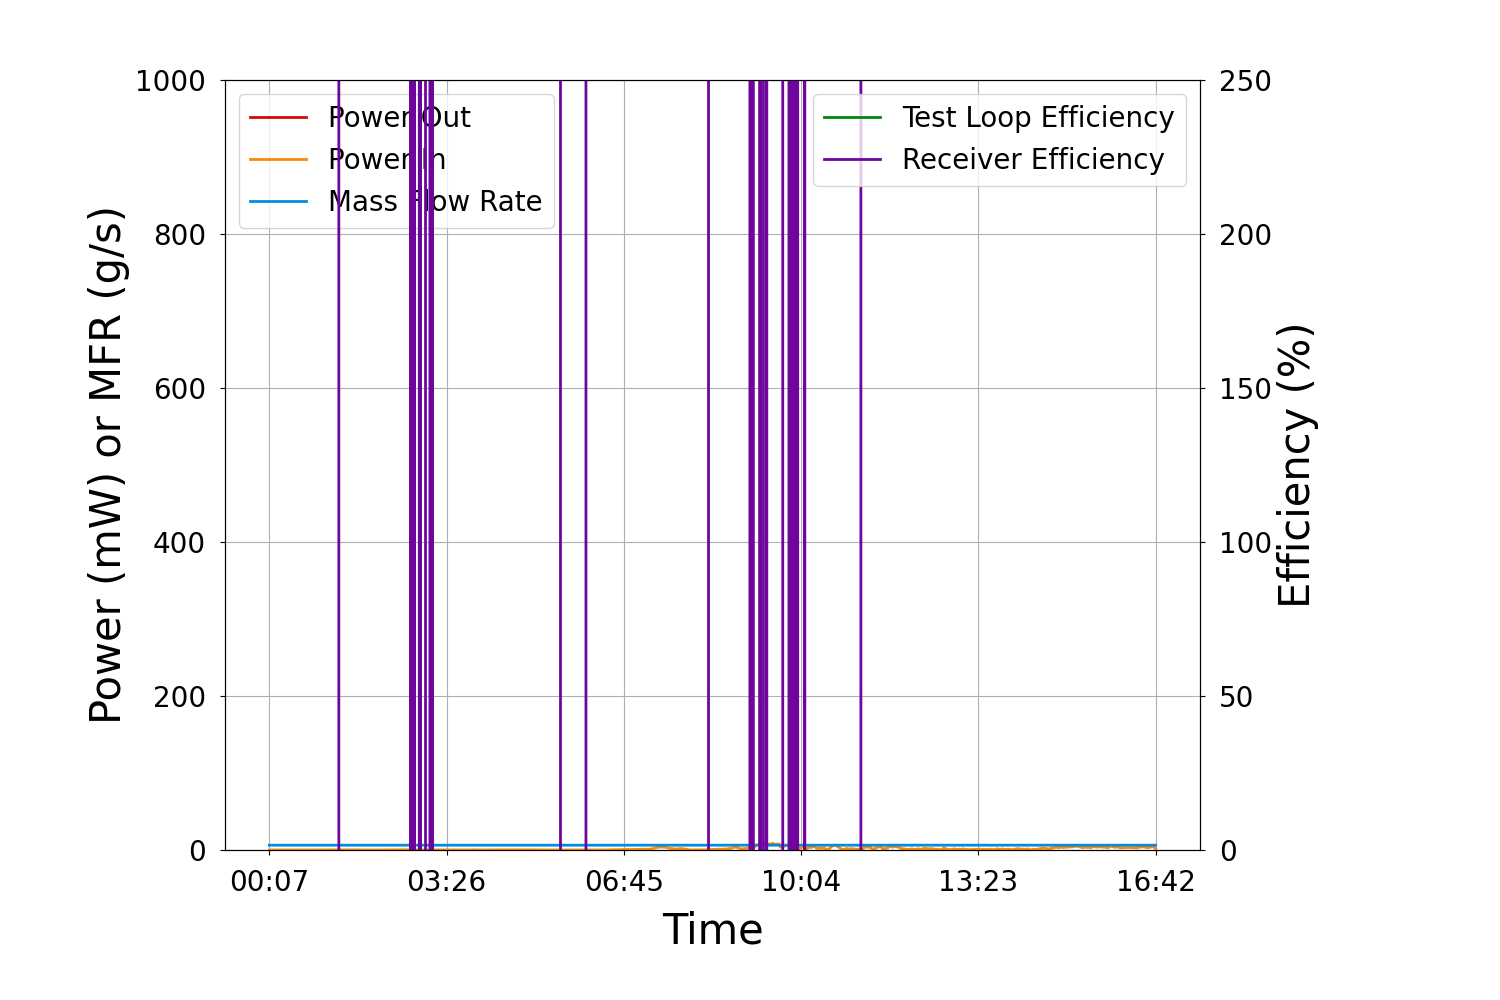 1000
800
600
400
200
0
Power (mW) or MFR (g/s)
Power Out
Power In
Mass Flow Rate
Test Loop Efficiency
Receiver Efficiency
250
200
150
100
50
0
Efficiency (%)
00:07 03:26 06:45 10:04 13:23 16:42
Time